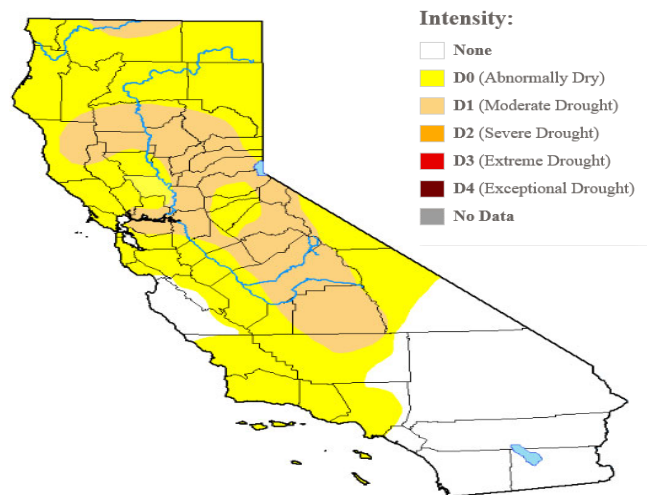 Intensity:
None
D0 (Abnormally Dry)
D1 (Moderate Drought)
D2 (Severe Drought)
D3 (Extreme Drought)
D4 (Exceptional Drought)
No Data